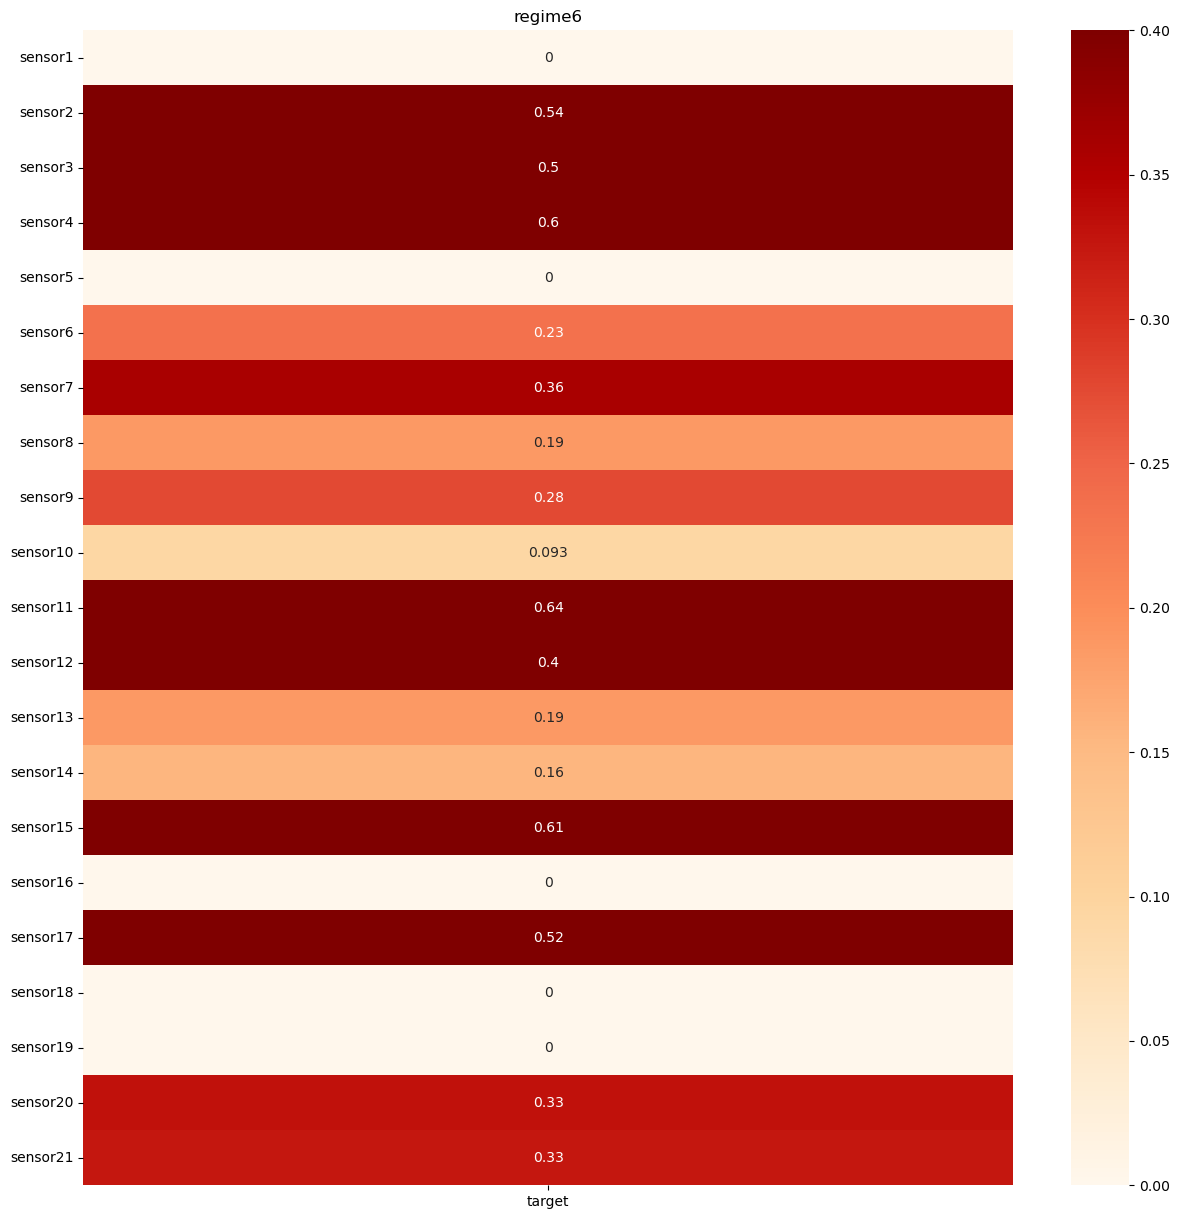 regime6
sensor1 0
sensor2 0.54
sensor3 0.5
sensor4 0.6
sensor5 0
sensor6 0.23
sensor7 0.36
sensor8 0.19
sensor9 0.28
sensor10 0.093
sensor11 0.64
sensor12 0.4
sensor13 0.19
sensor14 0.16
sensor15 0.61
sensor16 0
sensor17 0.52
sensor18 0
sensor19 0
sensor20 0.33
sensor21 0.33
target
0.40
0.35
0.30
0.25
0.20
0.15
0.10
0.05
0.00